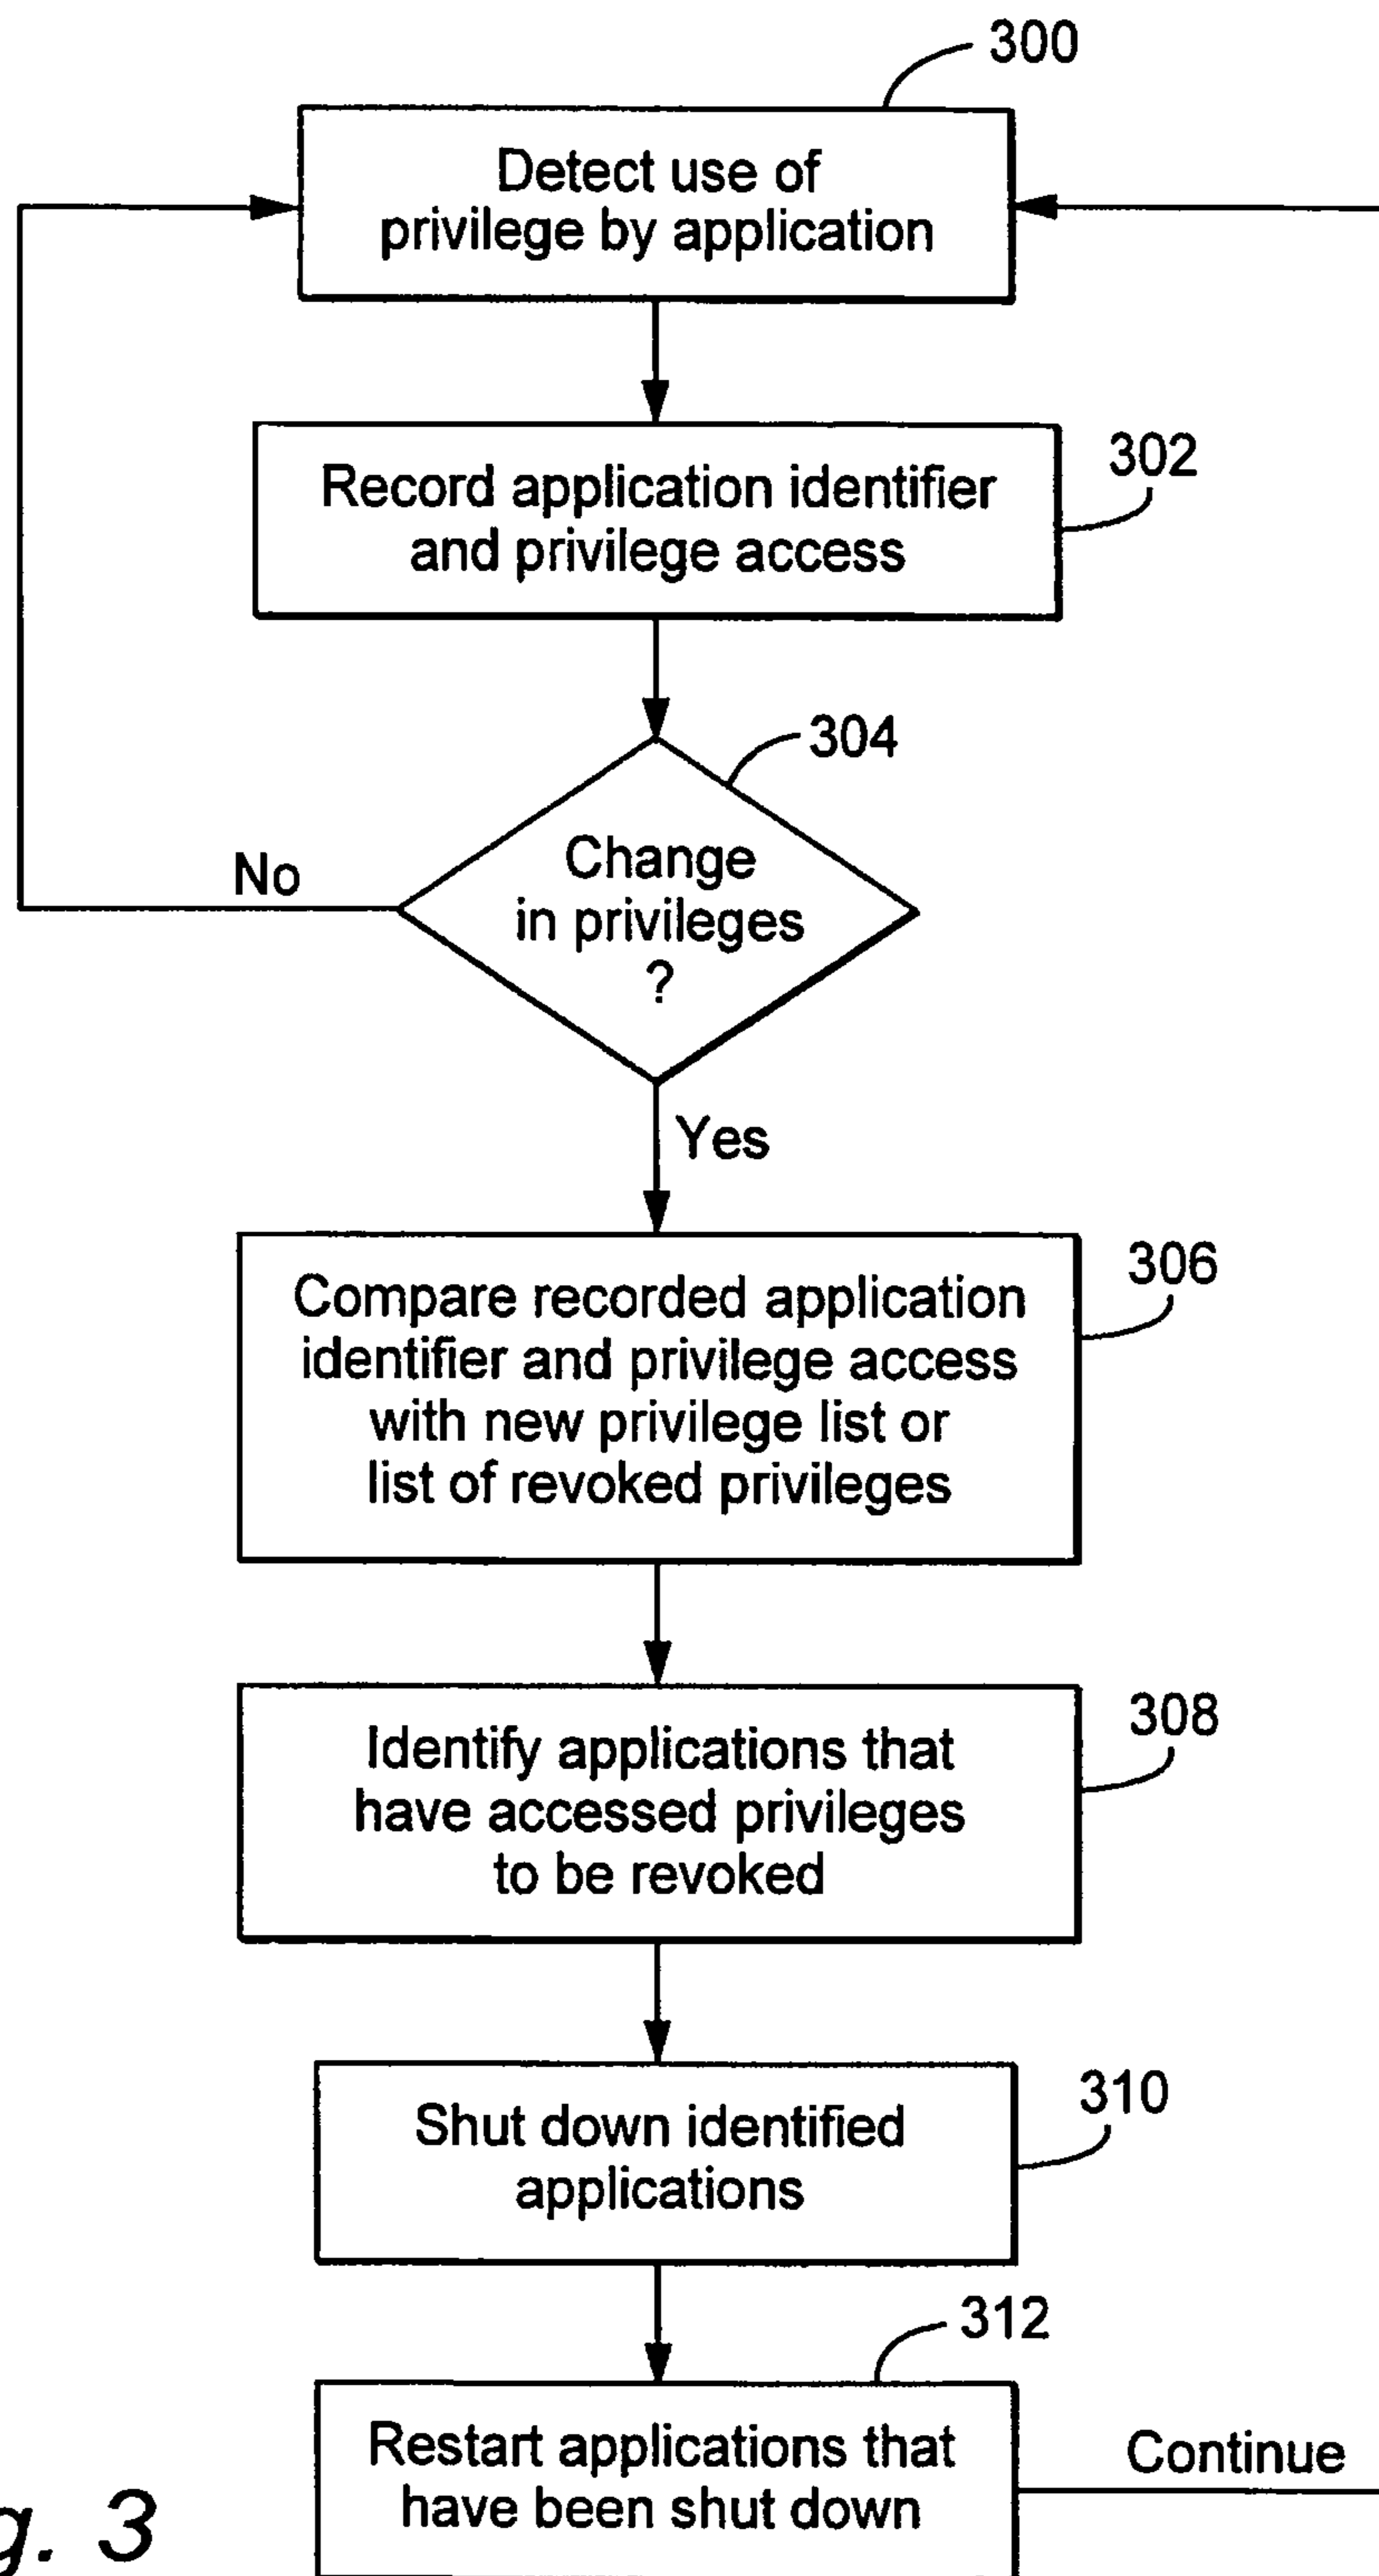 300
Detect use of
privilege by application
302
Record application identifier
and privilege access
304
Change
in privileges
?
No
Yes
306
Compare recorded application
identifier and privilege access
with new privilege list or
list of revoked privileges
308
Identify applications that
have accessed privileges
to be revoked
310
Shut down identified
applications
312
Restart applications that
have been shut down
Continue
g. 3